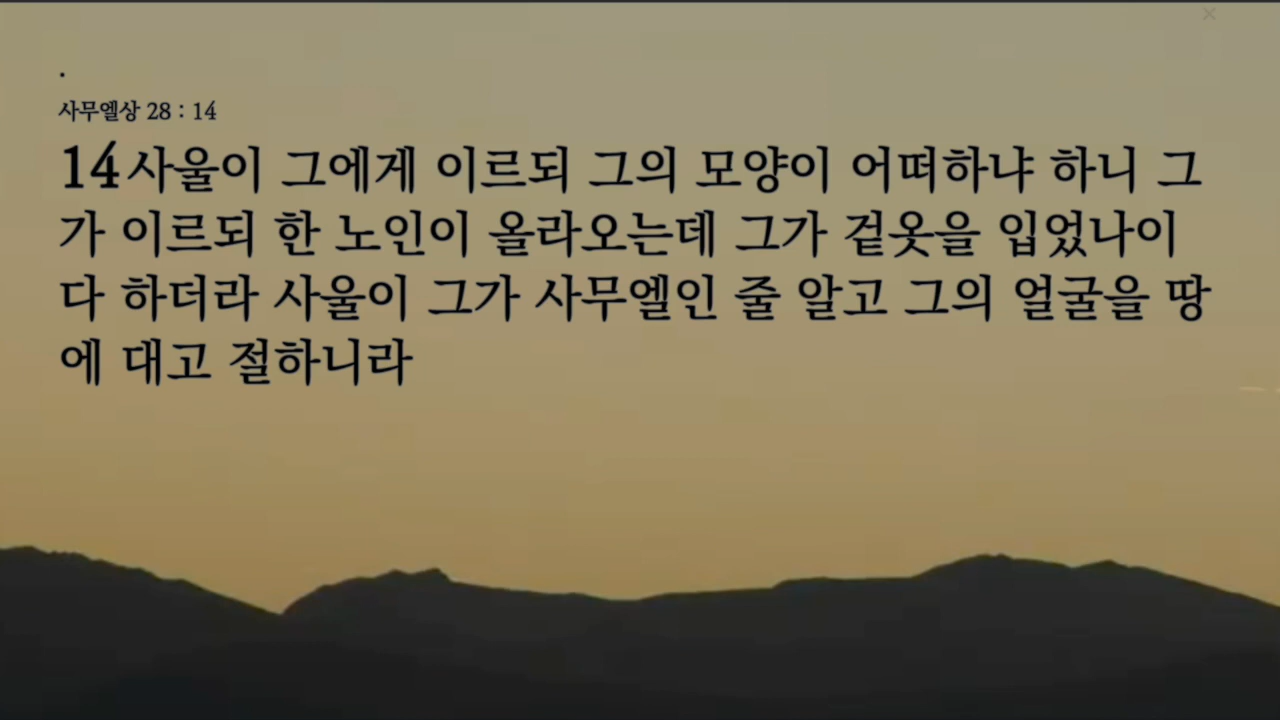 .
사무엘상 28 : 14
14사울이 그에게 이르되 그의 모양이 어떠하냐 하니 그
가 이르되 한 노인이 올라오는데 그가 겉옷을 입었나이
다 하더라 사울이 그가 사무엘인 줄 알고 그의 얼굴을 땅
에 대고 절하니라